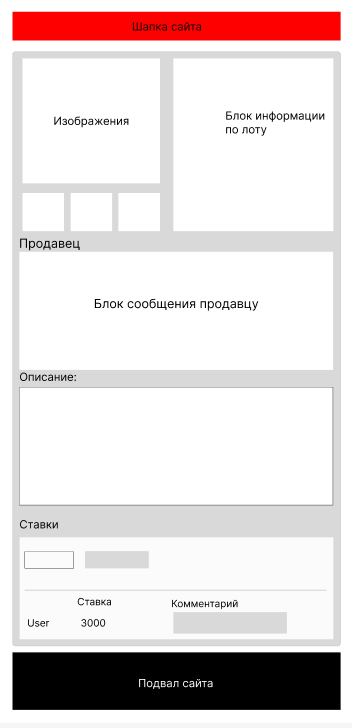 Шапка сайта
Изображения
Блок информации
по лоту
Продавец
Блок сообщения продавцу
Описание:
Ставки
Ставка
Комментарий
User
3000
Подвал сайта